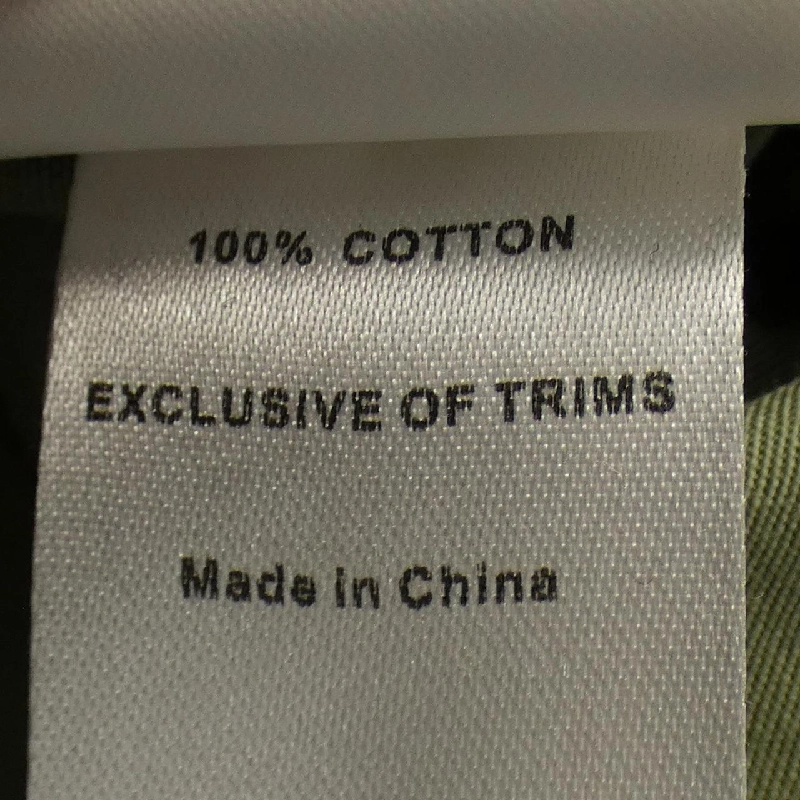 100% COTTON
EXCLUSIVE OF TRIMS
Made in China